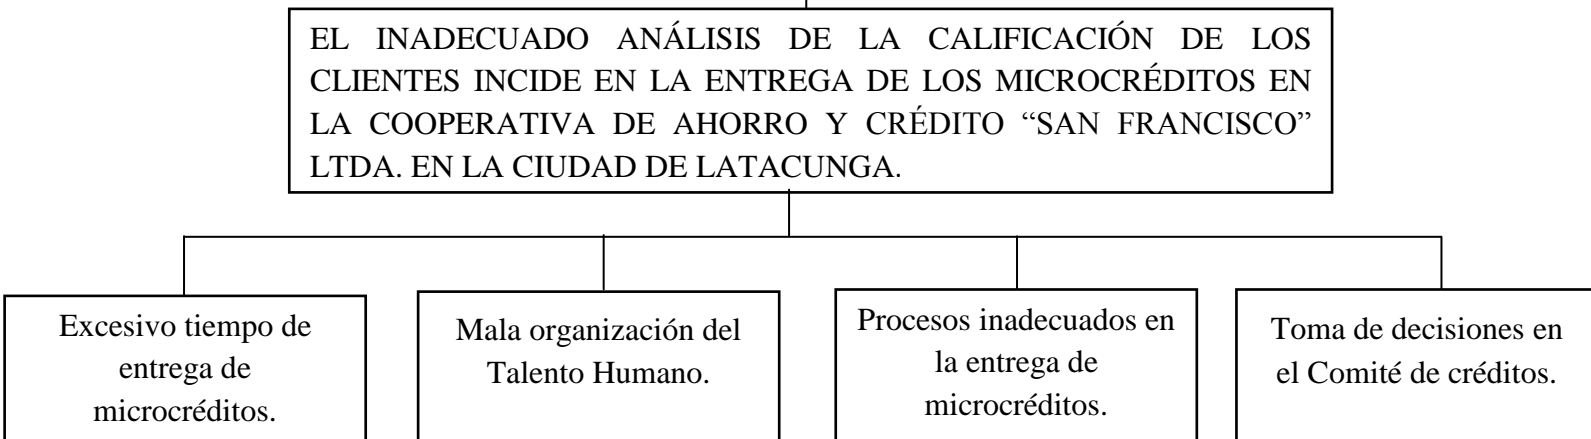 EL INADECUADO ANÁLISIS DE LA CALIFICACIÓN DE LOS
CLIENTES INCIDE EN LA ENTREGA DE LOS MICROCRÉDITOS EN
LA COOPERATIVA DE AHORRO Y CRÉDITO “SAN FRANCISCO”
LTDA. EN LA CIUDAD DE LATACUNGA.
Excesivo tiempo de
entrega de
microcréditos.
Mala organización del
Talento Humano.
Procesos inadecuados en
la entrega de
microcréditos.
Toma de decisiones en
el Comité de créditos.